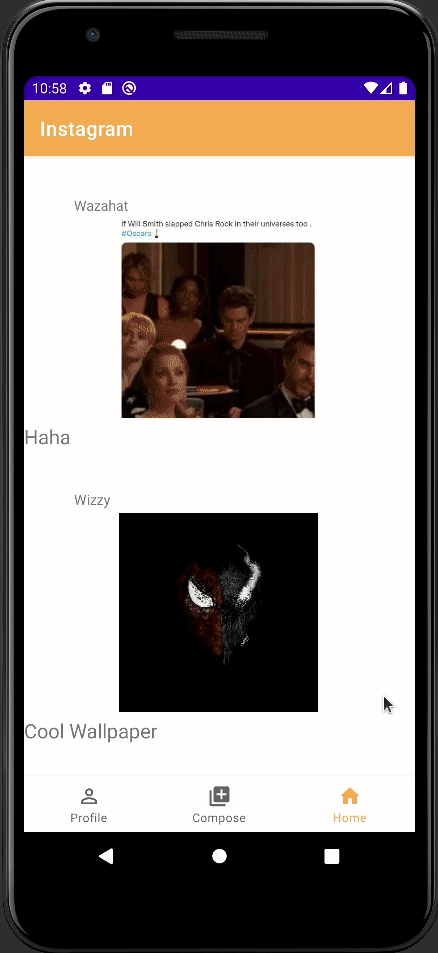 10:58
Instagram
Wazahat
If Will Smith slapped Chris Rock in their universes too .
#Oscars
Haha
Wizzy
Cool Wallpaper
Profile
Compose
Home